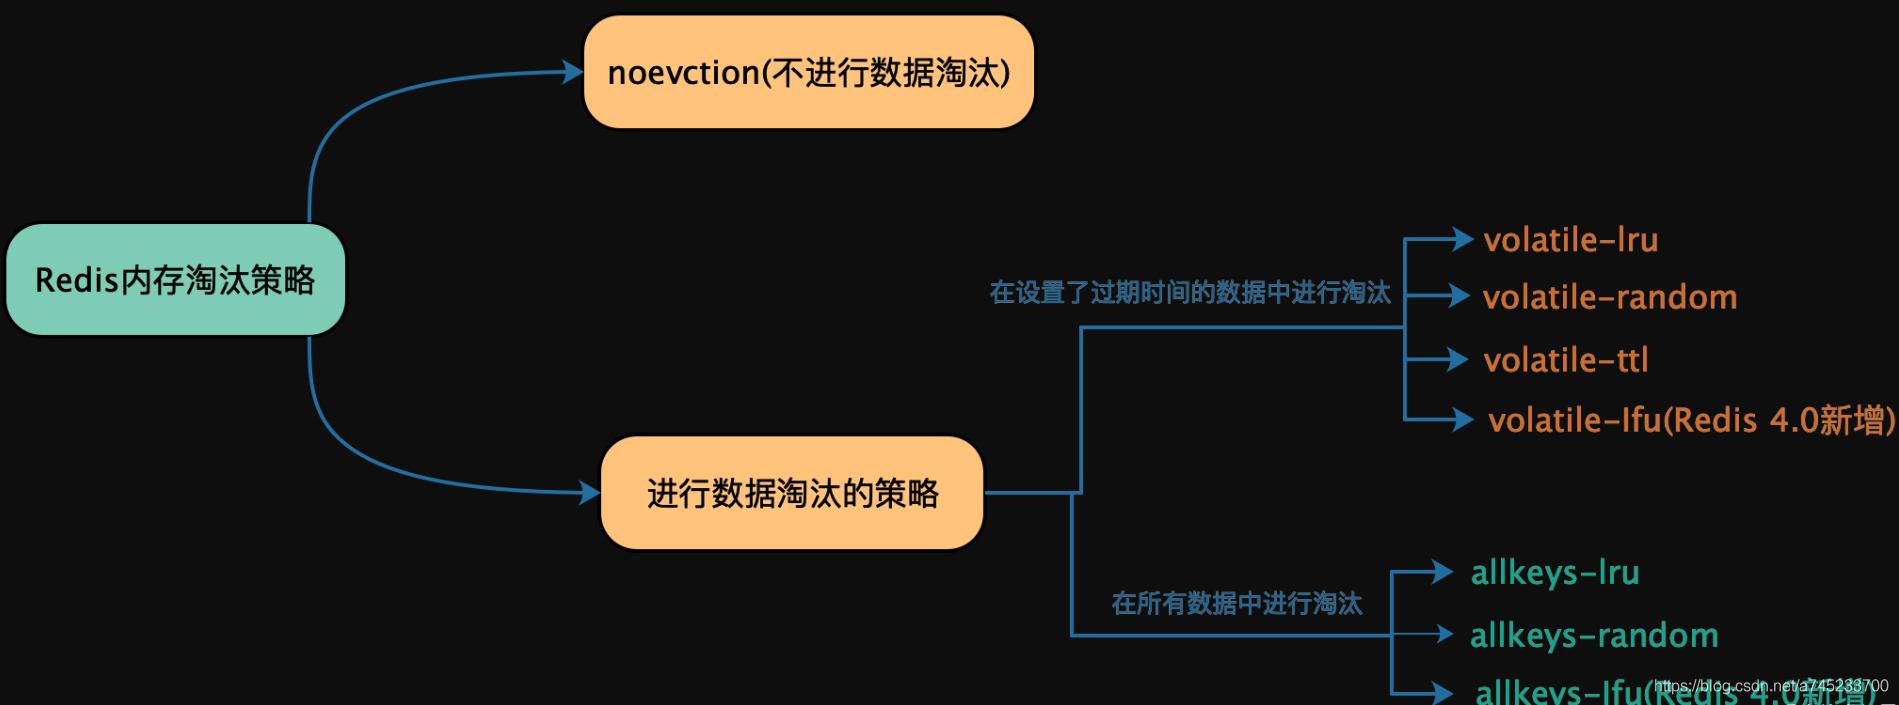 noevction(不进行数据淘汰)
Redis内存淘汰策略
进行数据淘汰的策略
在设置了过期时间的数据中进行淘汰
volatile-lru
volatile-random
volatile-ttl
volatile-lfu(Redis 4.0新增)
在所有数据中进行淘汰
allkeys-lru
allkeys-random
allkeys-lfu(Redis 4.0新增)
https://blog.csdn.net/a745233700